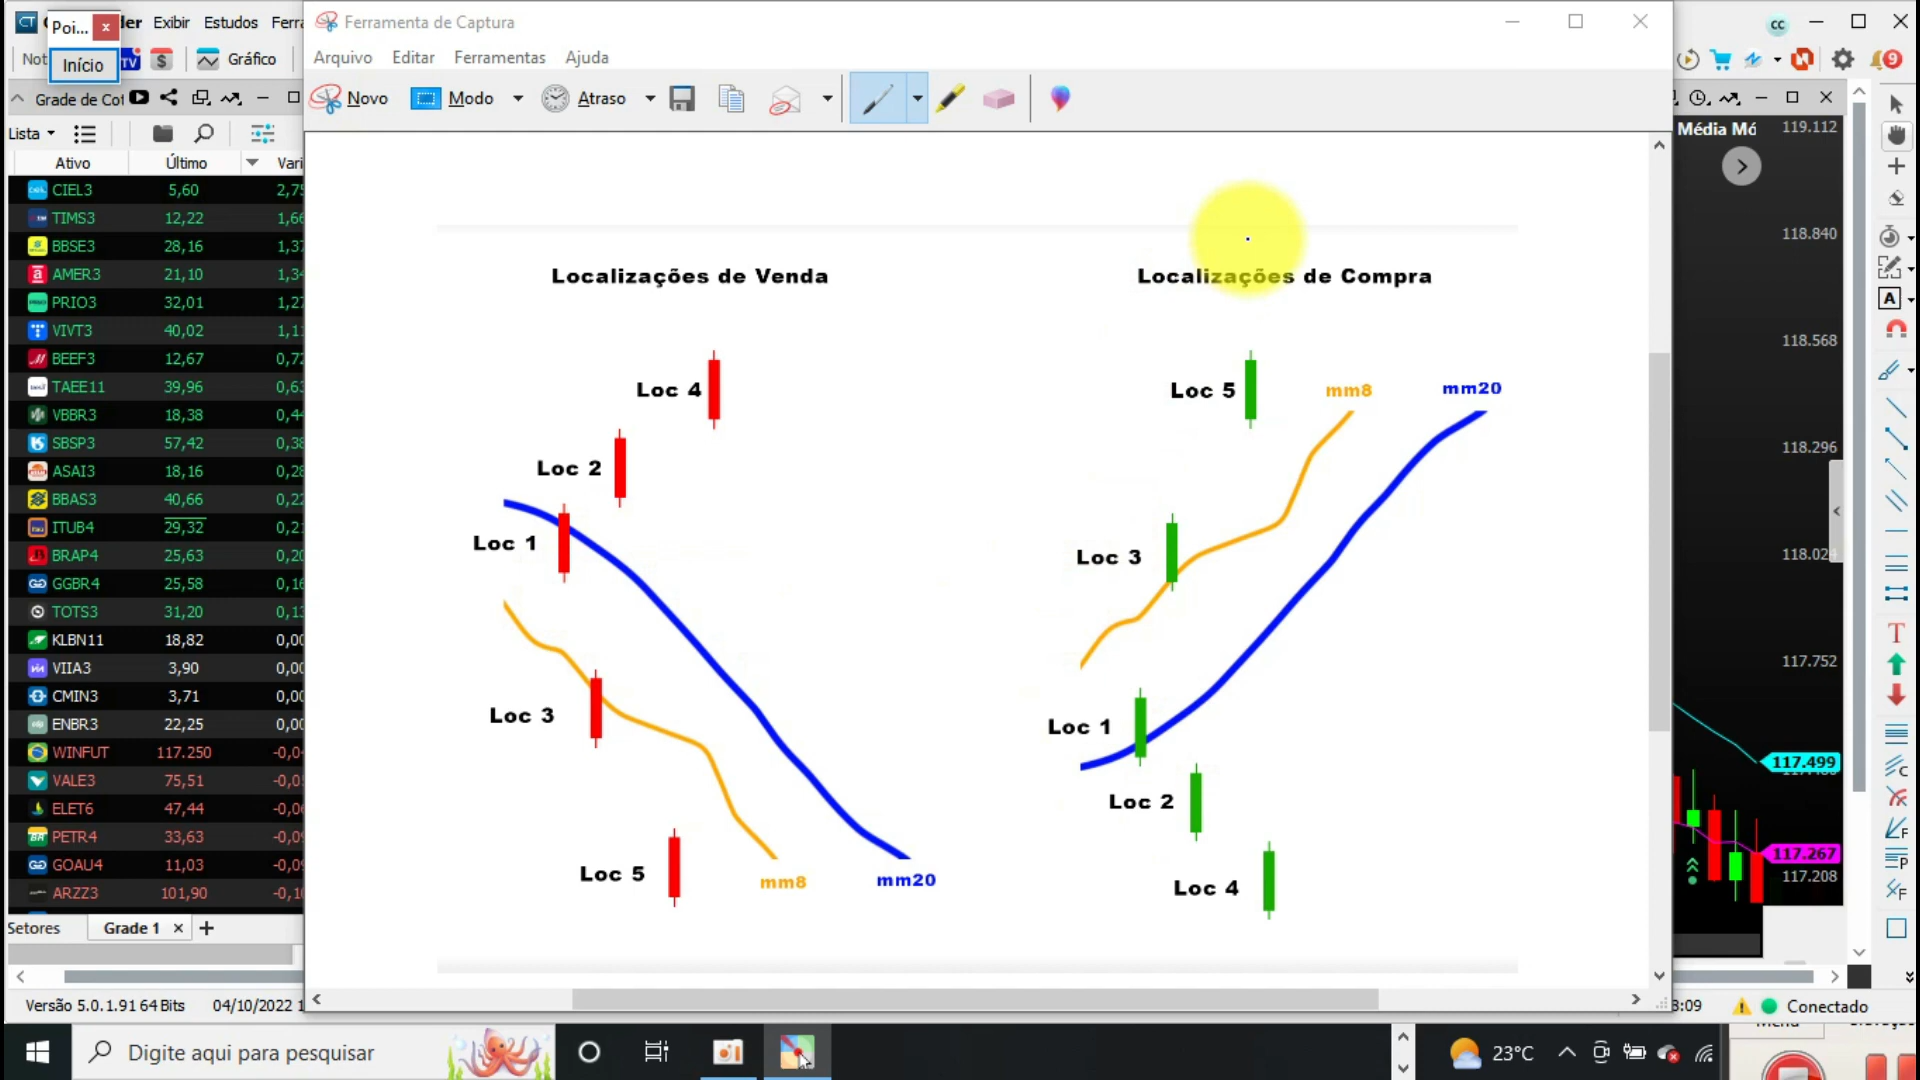 Exibir Estudos
Ferramenta de Captura
Poi...
Início
Gráfico
Arquivo Editar Ferramentas Ajuda
Novo Modo Atraso
Lista
Ativo Último
CIEL3 5,60
TIMS3 12,22
BBSE3 28,16
AMER3 21,10
PRIO3 32,01
VIVT3 40,02
BEEF3 12,67
TAEE11 39,96
VBBR3 18,38
SBSP3 57,42
ASAI3 18,16
BBAS3 40,66
ITUB4 29,32
BRAP4 25,63
GGBR4 25,58
TOTS3 31,20
KLBN11 18,82
VIIA3 3,90
CMIN3 3,71
ENBR3 22,25
WINFUT 117.250
VALE3 75,51
ELET6 47,44
PETR4 33,63
GOAU4 11,03
ARZZ3 101,90
Setores Grade 1
Versão 5.0.1.91 64 Bits 04/10/2022
Localizações de Venda
Loc 4
Loc 2
Loc 1
Loc 3
Loc 5
mm8
mm20
Localizações de Compra
Loc 5
mm8
mm20
Loc 3
Loc 1
Loc 2
Loc 4
119.112
118.840
118.568
118.296
117.752
117.499
117.267
117.208
Conectado
Digite aqui para pesquisar
23°C